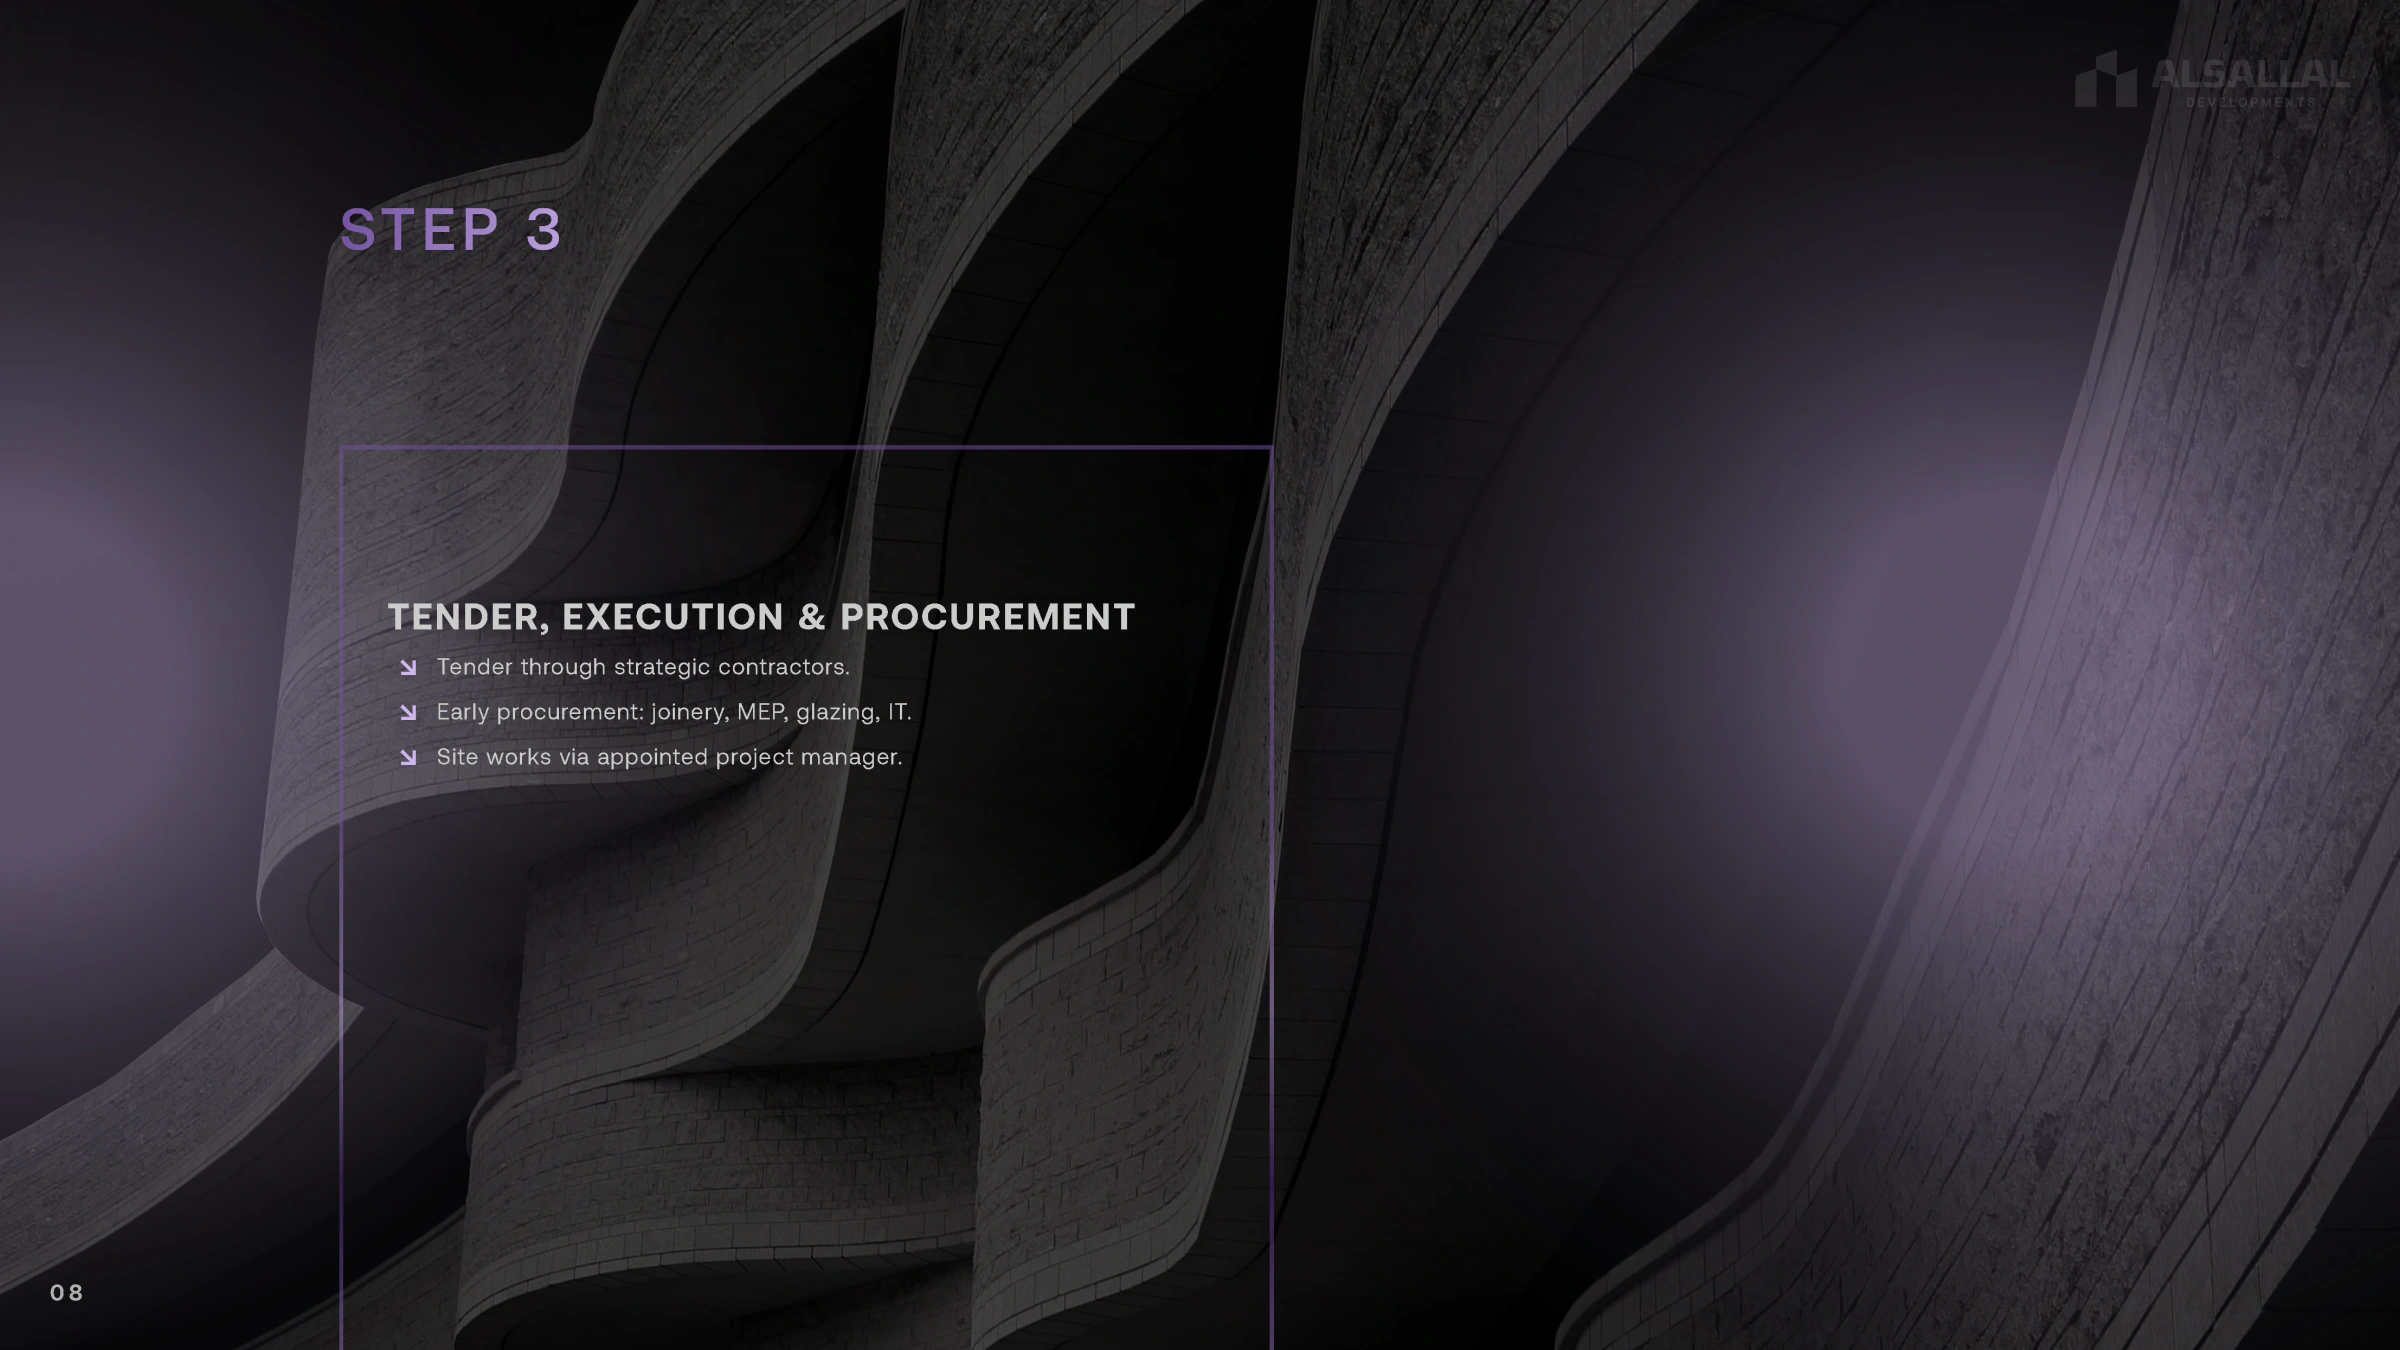 ALSALLAL
DEVELOPMENTS
STEP 3
TENDER, EXECUTION & PROCUREMENT
Tender through strategic contractors.
Early procurement: joinery, MEP, glazing, IT.
Site works via appointed project manager.
08